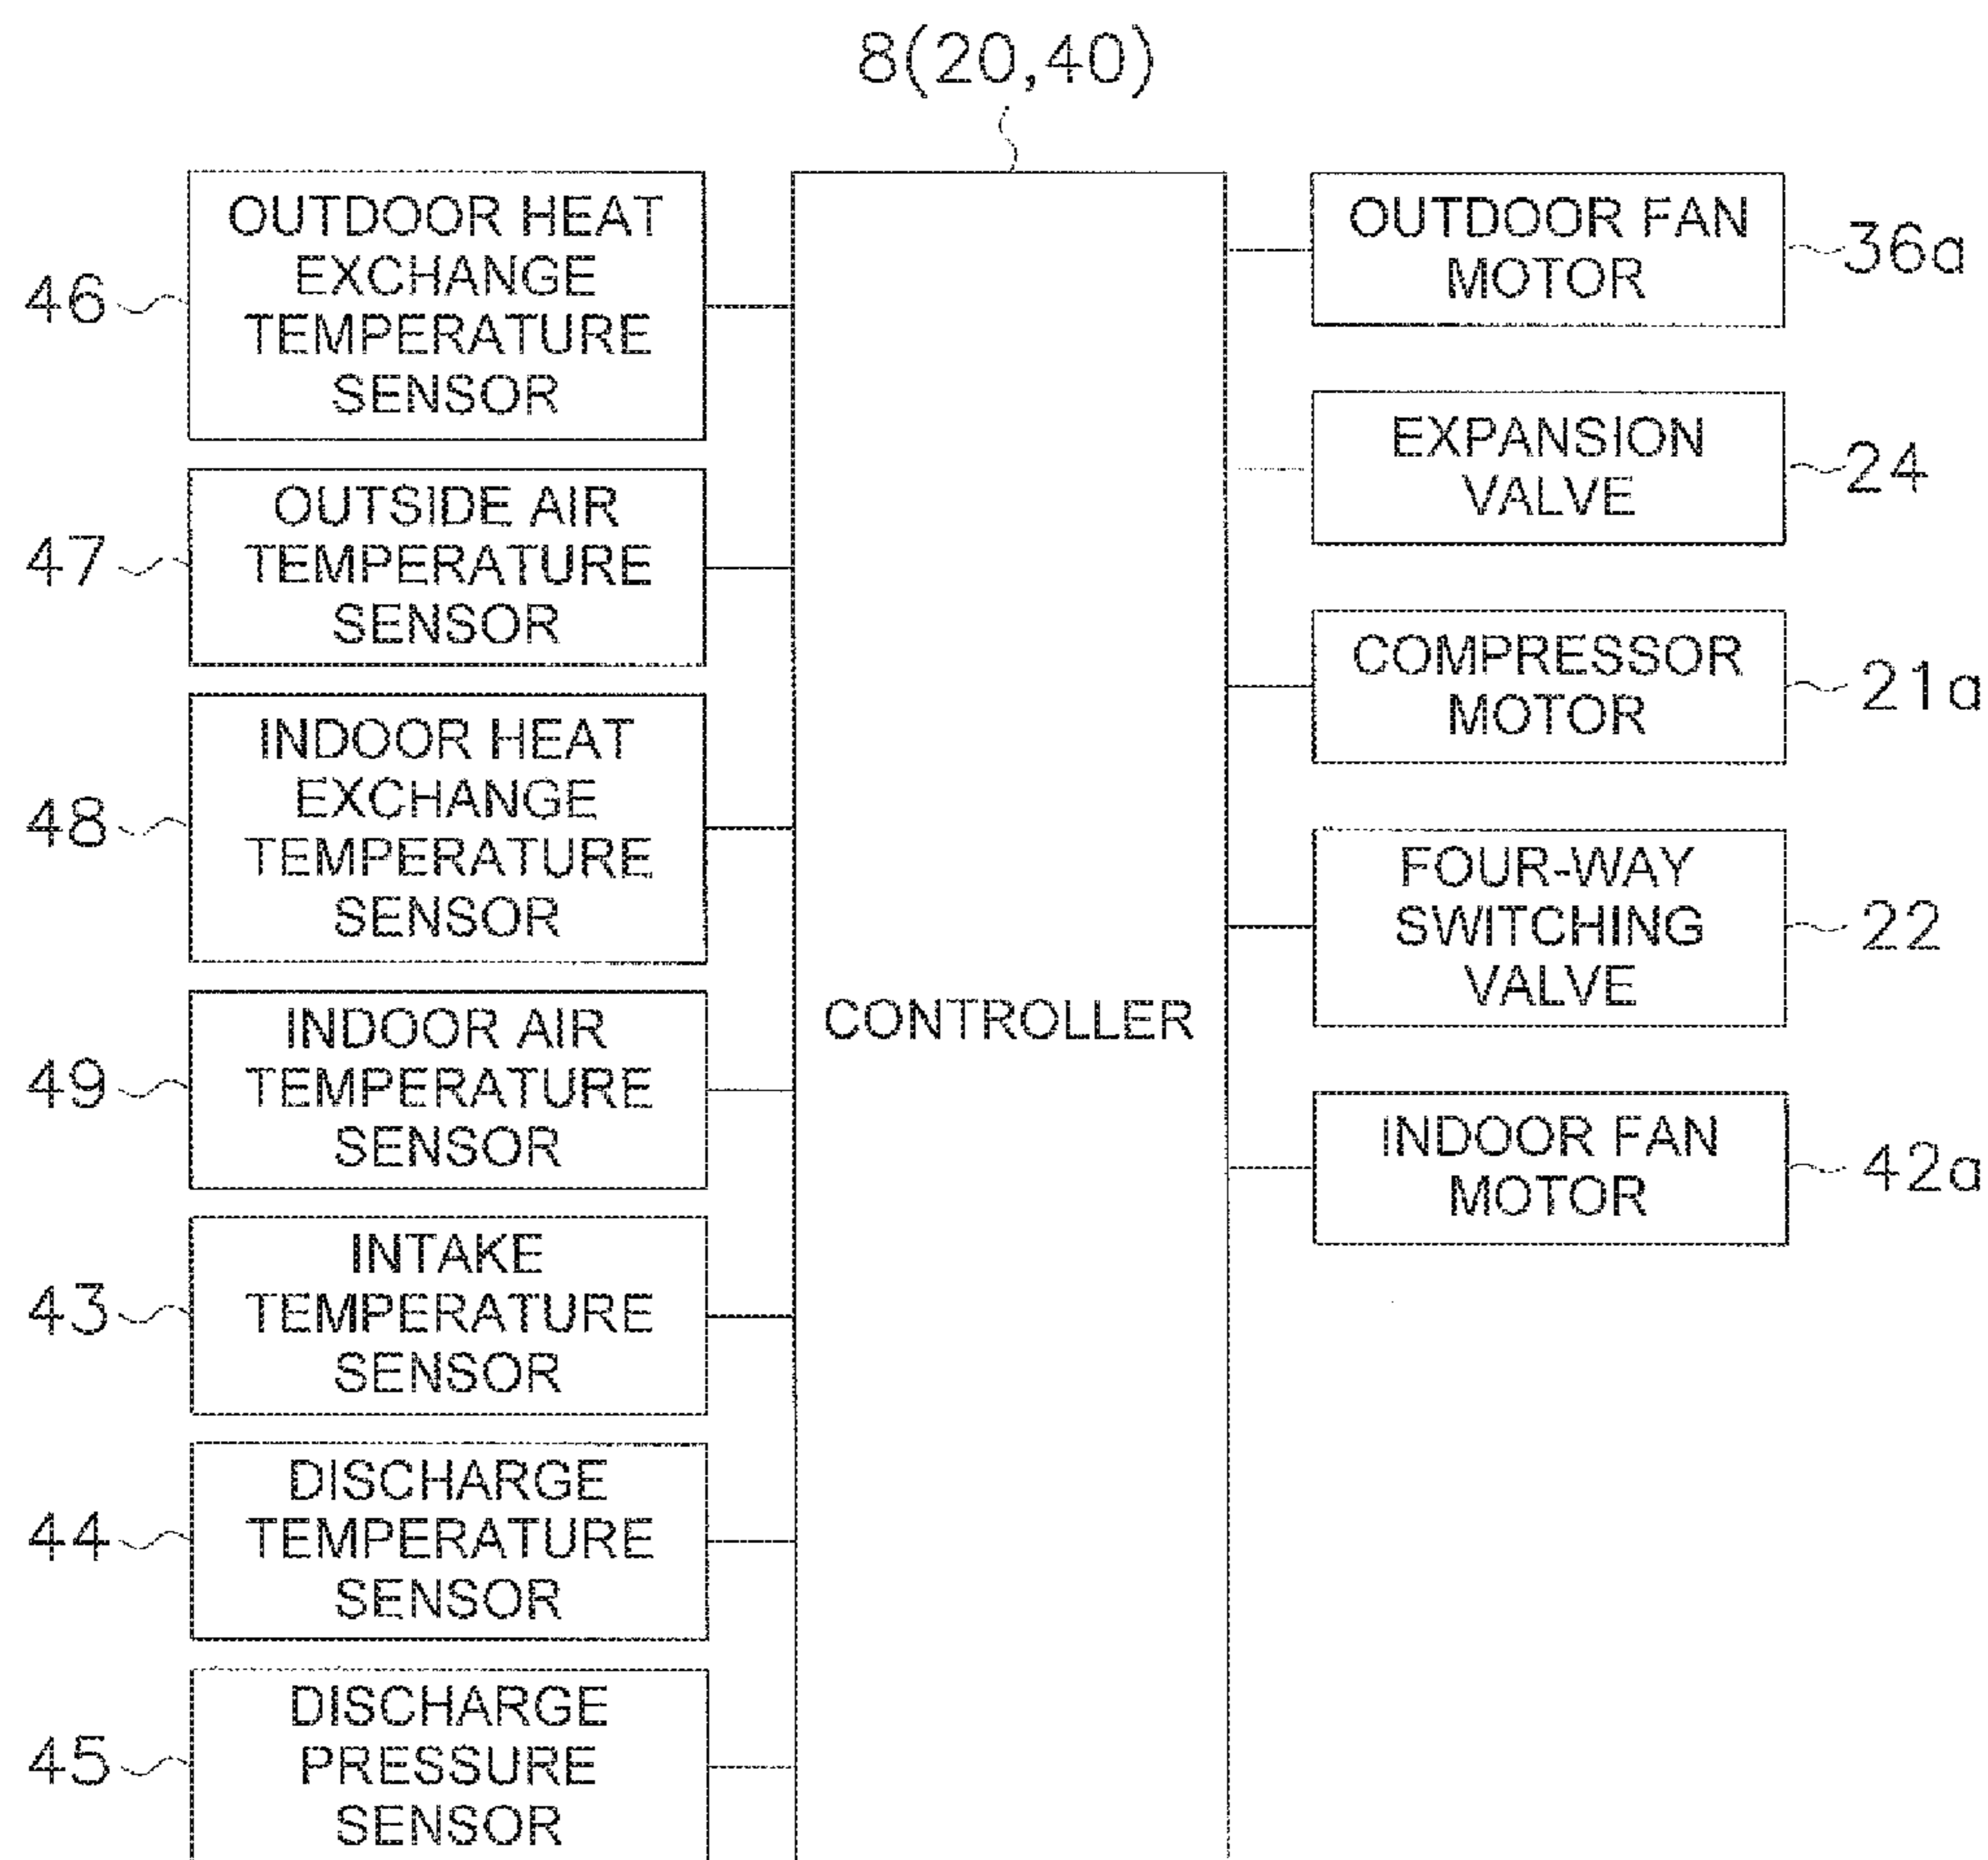 8(20,40)
46
OUTDOOR HEAT
EXCHANGE
TEMPERATURE
SENSOR
47
OUTSIDE AIR
TEMPERATURE
SENSOR
48
INDOOR HEAT
EXCHANGE
TEMPERATURE
SENSOR
49
INDOOR AIR
TEMPERATURE
SENSOR
43
INTAKE
TEMPERATURE
SENSOR
44
DISCHARGE
TEMPERATURE
SENSOR
45
DISCHARGE
PRESSURE
SENSOR
CONTROLLER
OUTDOOR FAN
MOTOR
36a
EXPANSION
VALVE
24
COMPRESSOR
MOTOR
21a
FOUR-WAY
SWITCHING
VALVE
22
INDOOR FAN
MOTOR
42a